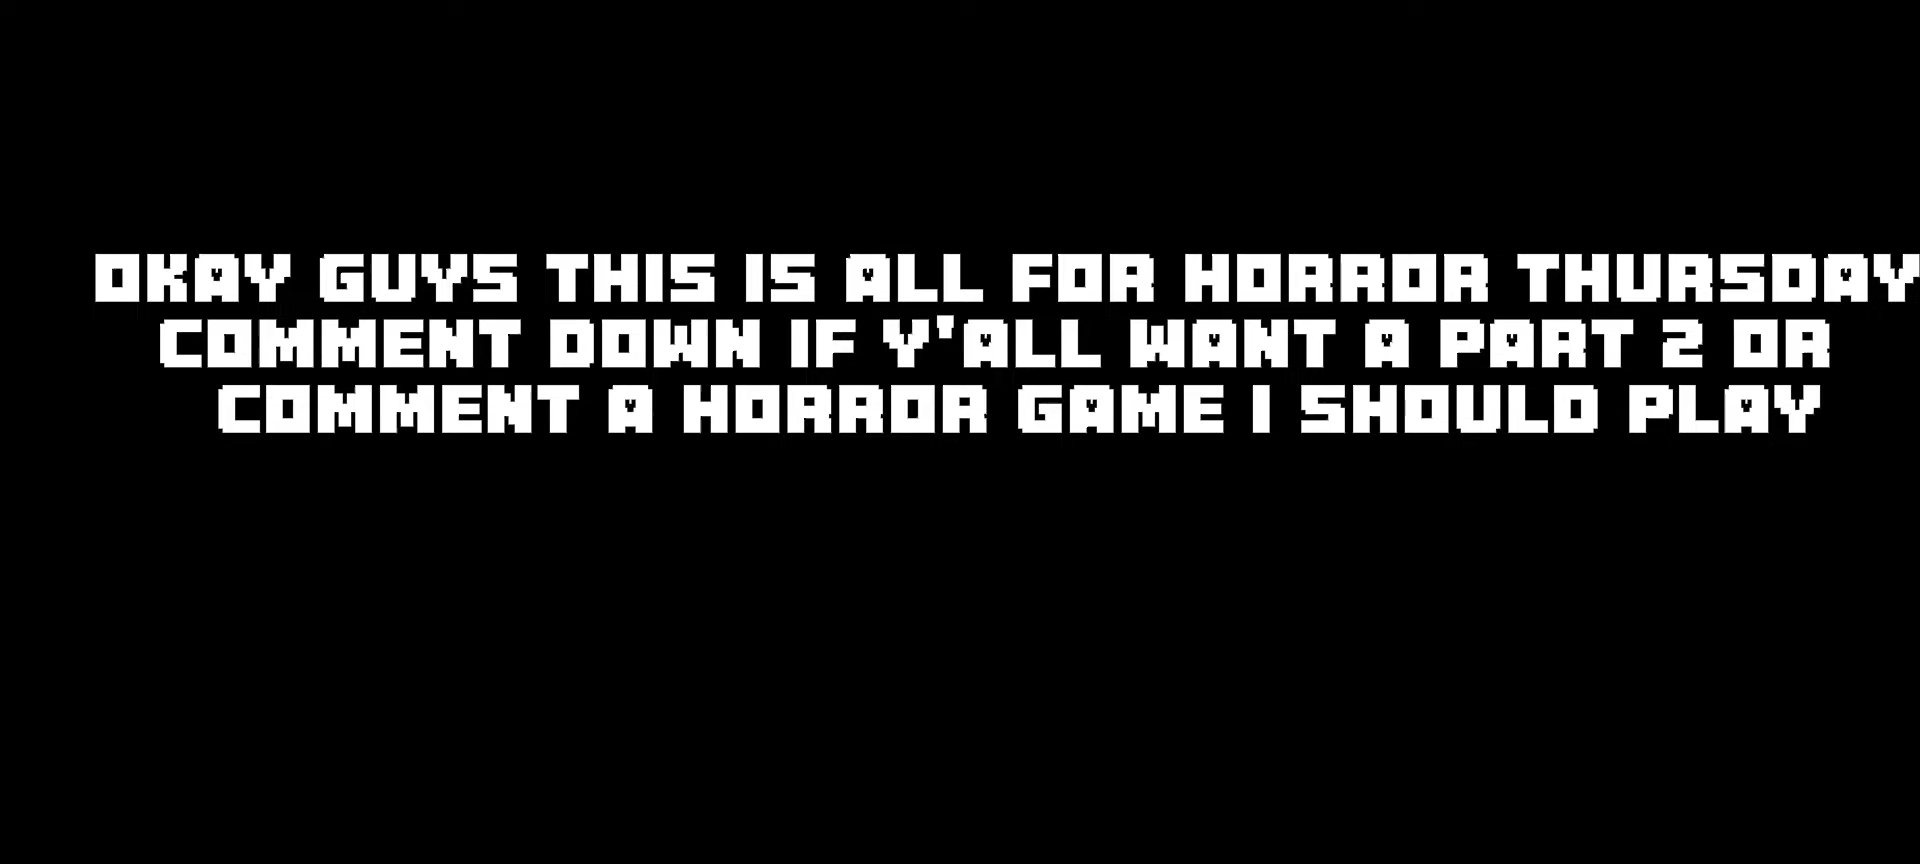 OKAY GUYS THIS IS ALL FOR HORROR THURSDAY
COMMENT DOWN IF Y'ALL WANT A PART 2 OR
COMMENT A HORROR GAME I SHOULD PLAY